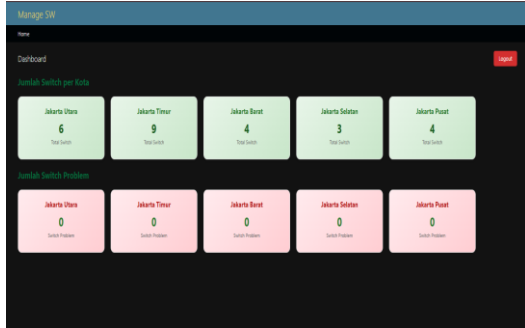 Manage SW
Home
Dashboard
Logout
Jumlah Switch per Kota
Jakarta Utara
6
Total Switch
Jakarta Timur
9
Total Switch
Jakarta Barat
4
Total Switch
Jakarta Selatan
3
Total Switch
Jakarta Pusat
4
Total Switch
Jumlah Switch Problem
Jakarta Utara
0
Switch Problem
Jakarta Timur
0
Switch Problem
Jakarta Barat
0
Switch Problem
Jakarta Selatan
0
Switch Problem
Jakarta Pusat
0
Switch Problem